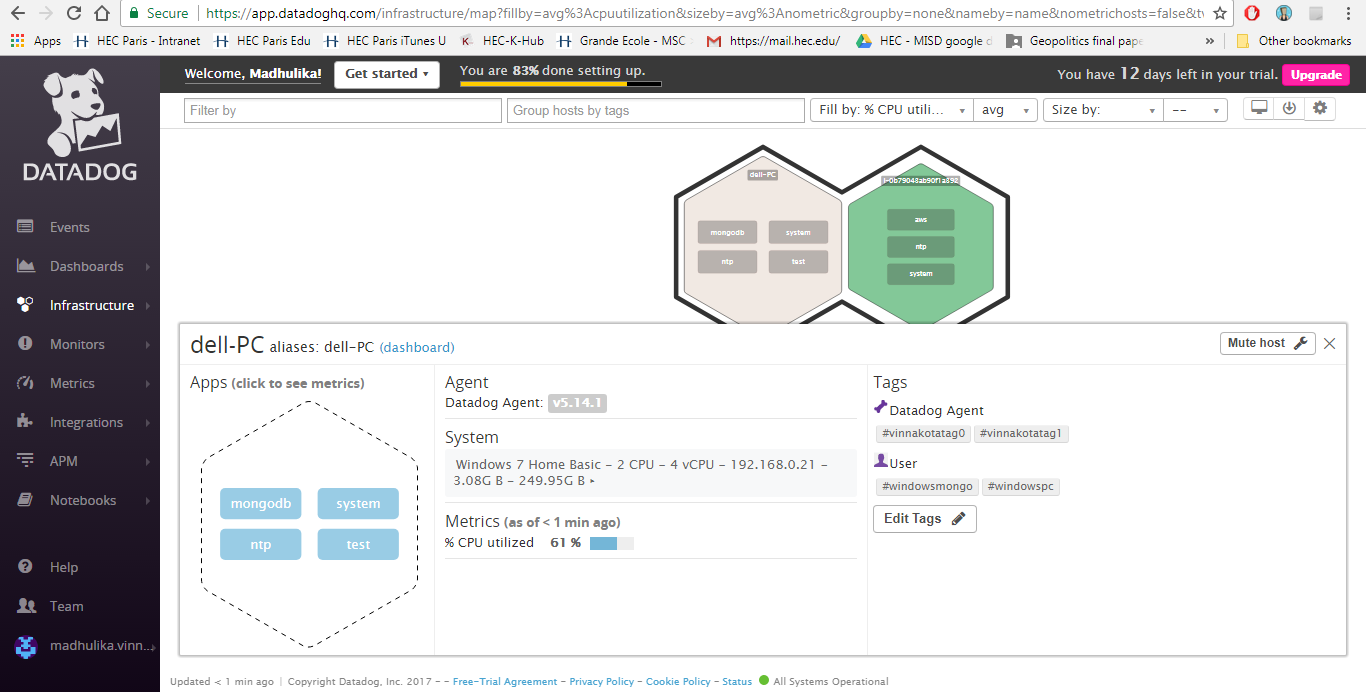 Secure | https://app.datadoghq.com/infrastructure/map?fillby=avg%3Acpuutilization&sizeby=avg%3Anometric&groupby=none&nameby=name&nometrichosts=false&tv
Apps HEC Paris - Intranet HEC Paris Edu HEC Paris iTunes U HEC-K-Hub Grande Ecole - MSC https://mail.hec.edu/ HEC - MISD google d Geopolitics final pape » Other bookmarks
Welcome, Madhulika! Get started ▾ You are 83% done setting up. You have 12 days left in your trial. Upgrade
Filter by Group hosts by tags Fill by: % CPU utili... avg Size by: --
DATADOG
dell-PC
mongodb system
ntp test
aws
ntp
system
Events
Dashboards
Infrastructure
Monitors
Metrics
Integrations
APM
Notebooks
Help
Team
madhulika.vinn...
dell-PC aliases: dell-PC (dashboard) Mute host
Apps (click to see metrics)
mongodb system
ntp test
Agent
Datadog Agent: v5.14.1
System
Windows 7 Home Basic – 2 CPU – 4 vCPU – 192.168.0.21 –
3.08G B – 249.95G B ▸
Metrics (as of < 1 min ago)
% CPU utilized 61 %
Tags
Datadog Agent
#vinnakotatag0 #vinnakotatag1
User
#windowsmongo #windowspc
Edit Tags
Updated < 1 min ago | Copyright Datadog, Inc. 2017 - - Free-Trial Agreement - Privacy Policy - Cookie Policy - Status All Systems Operational